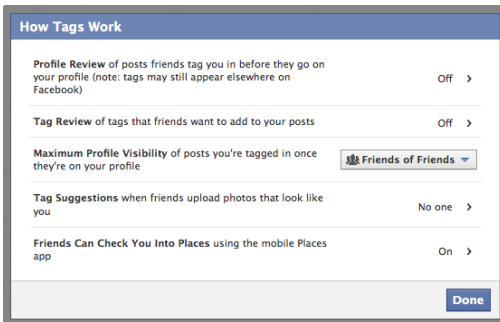 How Tags Work
Profile Review of posts friends tag you in before they go on
your profile (note: tags may still appear elsewhere on
Facebook)
Off
Tag Review of tags that friends want to add to your posts
Off
Maximum Profile Visibility of posts you're tagged in once
they're on your profile
Friends of Friends
Tag Suggestions when friends upload photos that look like
you
No one
Friends Can Check You Into Places using the mobile Places
app
On
Done